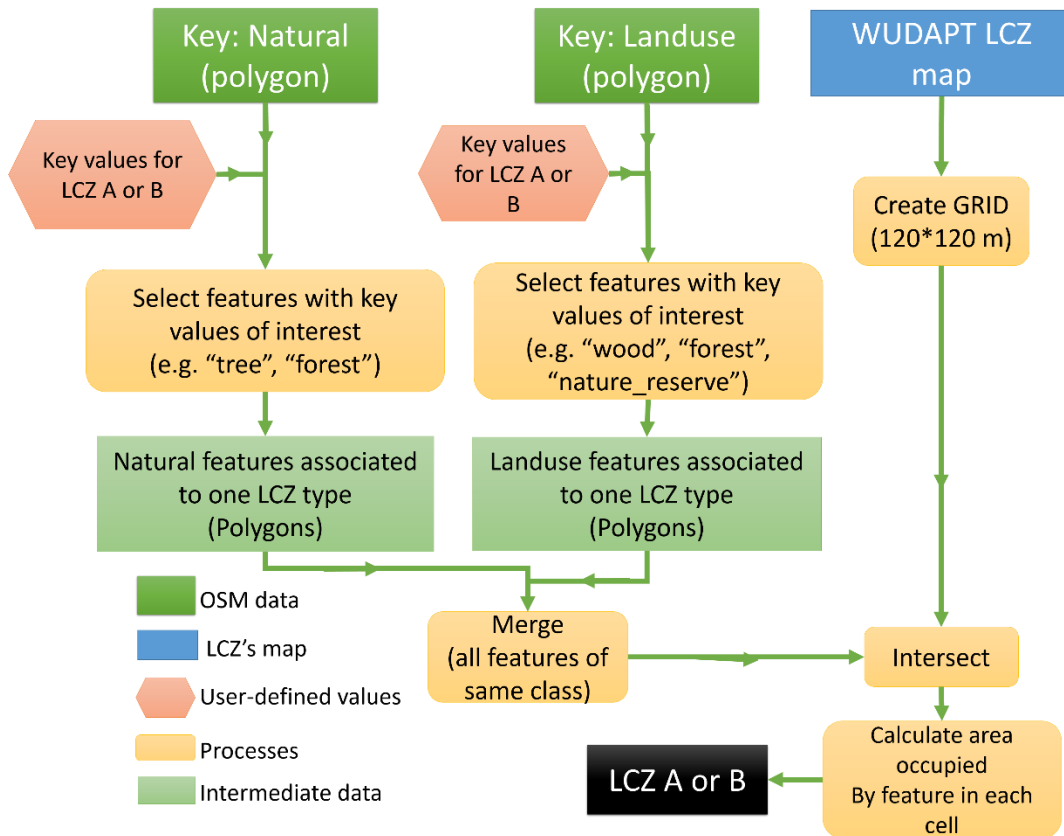 Key: Natural
(polygon)
Key: Landuse
(polygon)
WUDAPT LCZ
map
Key values for
LCZ A or B
Key values
for LCZ A or
B
Create GRID
(120*120 m)
Select features with key
values of interest
(e.g. “tree”, “forest”)
Select features with key
values of interest
(e.g. “wood”, “forest”,
“nature_reserve”)
Natural features associated
to one LCZ type
(Polygons)
Landuse features associated
to one LCZ type
(Polygons)
OSM data
LCZ’s map
User-defined values
Processes
Intermediate data
Merge
(all features of
same class)
Intersect
Calculate area
occupied
By feature in each
cell
LCZ A or B